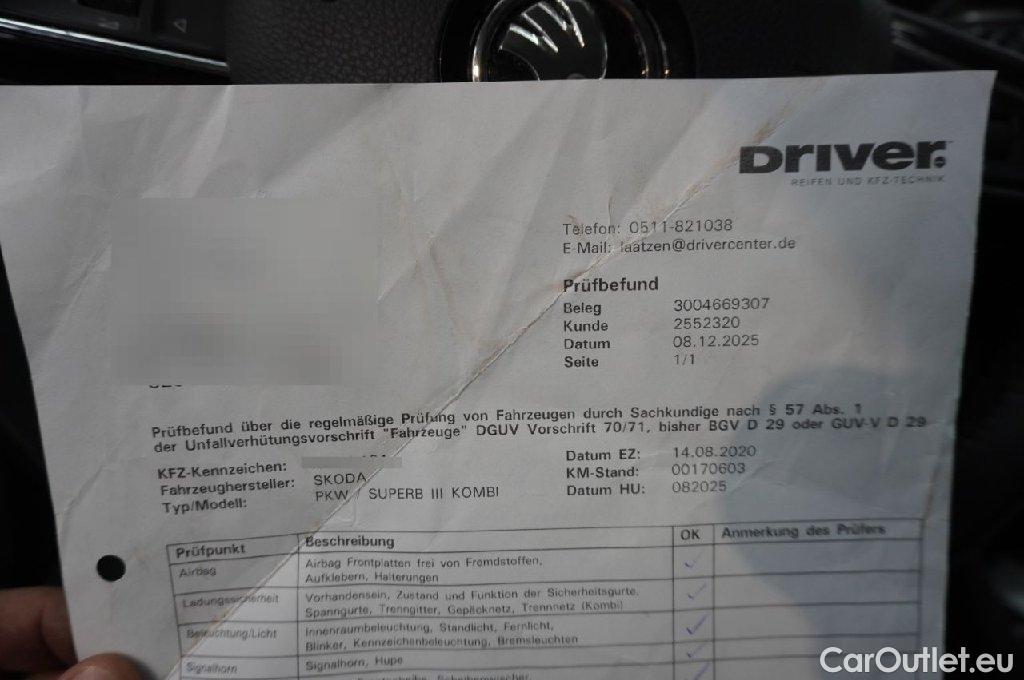 DRIVER
REIFEN UND KFZ-TECHNIK
Telefon: 0511-821038
E-Mail: laatzen@drivercenter.de
Prüfbefund
Beleg 3004669307
Kunde 2552320
Datum 08.12.2025
Seite 1/1
Prüfbefund über die regelmäßige Prüfung von Fahrzeugen durch Sachkundige nach § 57 Abs. 1
der Unfallverhütungsvorschrift "Fahrzeuge" DGUV Vorschrift 70/71, bisher BGV D 29 oder GUV-V D 29
KFZ-Kennzeichen: Datum EZ: 14.08.2020
Fahrzeughersteller: SKODA KM-Stand: 00170603
Typ/Modell: PKW / SUPERB III KOMBI Datum HU: 082025
Prüfpunkt Beschreibung OK Anmerkung des Prüfers
Airbag Airbag Frontplatten frei von Fremdstoffen,
Aufklebern, Halterungen
Ladungssicherheit Vorhandensein, Zustand und Funktion der Sicherheitsgurte,
Spanngurte, Trenngitter, Gepäcknetz, Trennnetz (Kombi)
Beleuchtung/Licht Innenraumbeleuchtung, Standlicht, Fernlicht,
Blinker, Kennzeichenbeleuchtung, Bremsleuchten
Signalhorn Signalhorn, Hupe
CarOutlet.eu